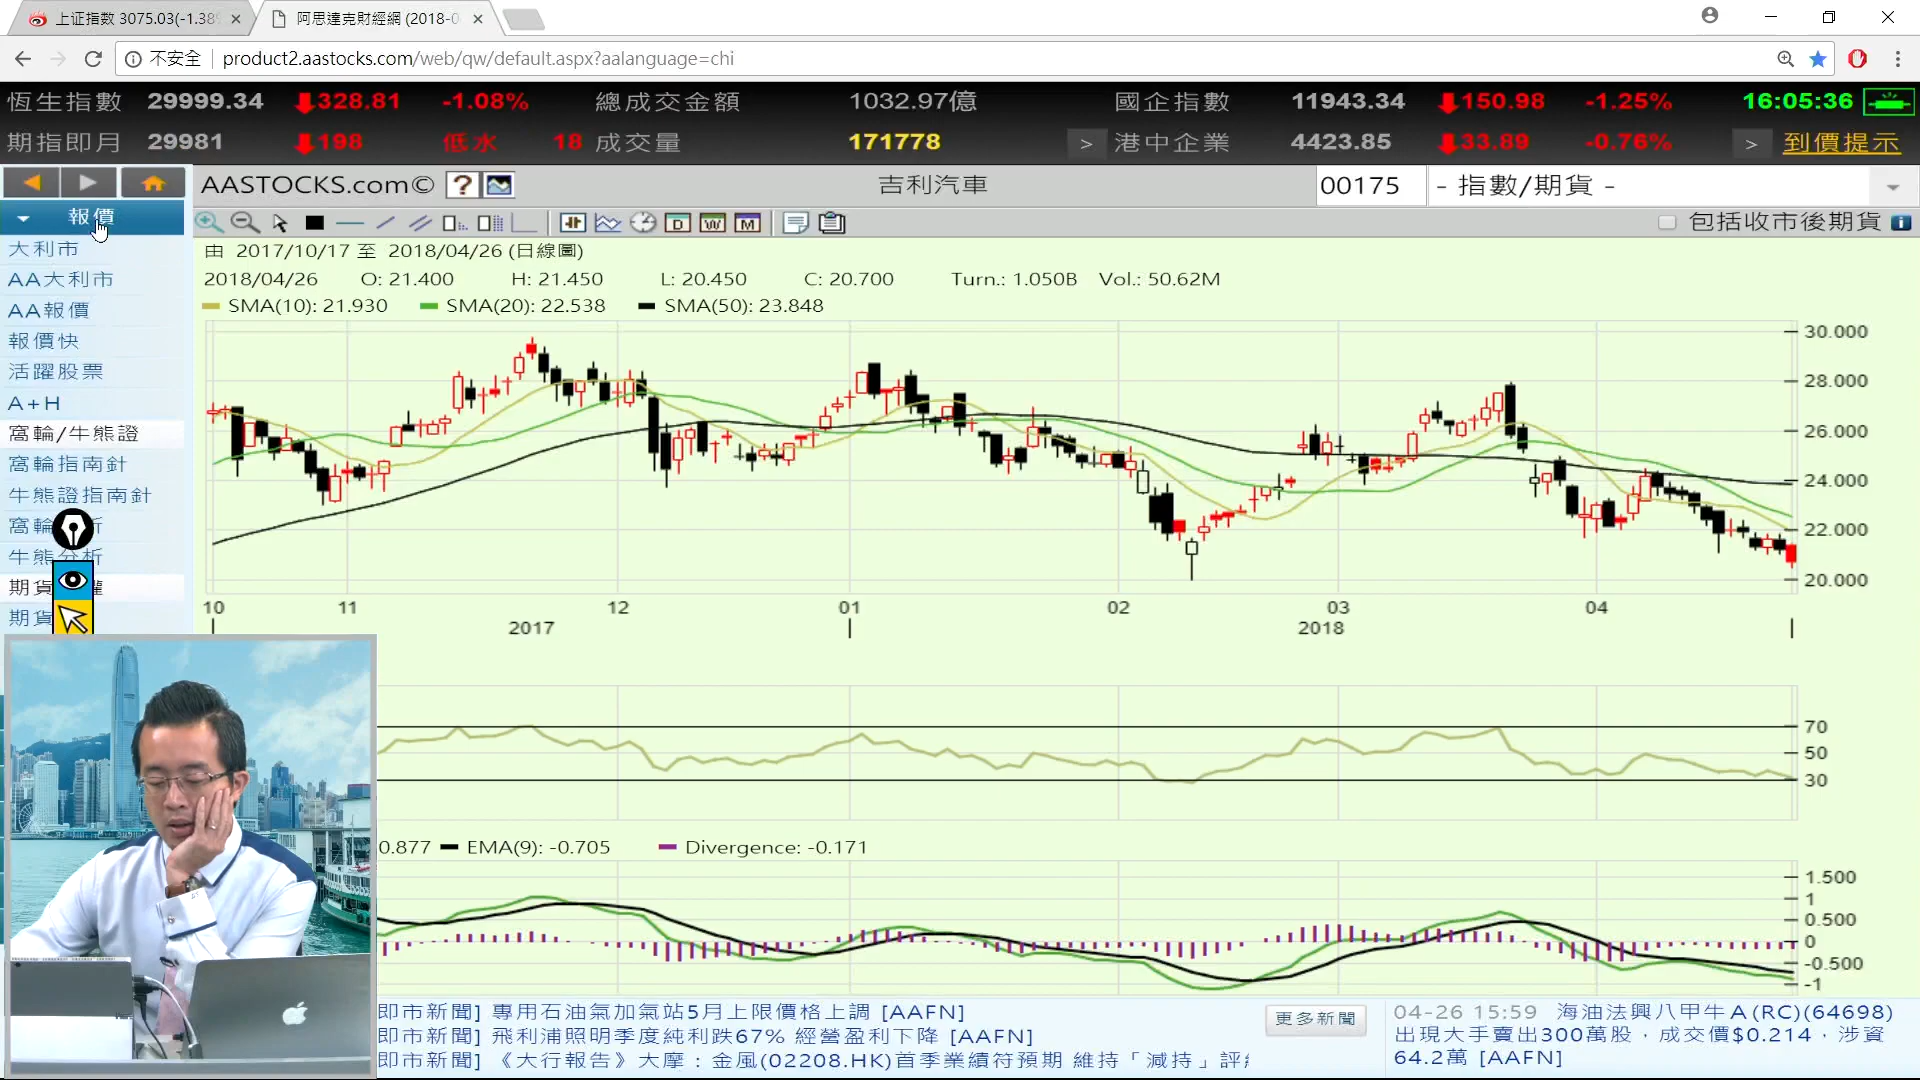 上证指数 3075.03(-1.38%
阿思達克財經網 (2018-0
不安全 product2.aastocks.com/web/qw/default.aspx?aalanguage=chi
恆生指數 29999.34 328.81 -1.08% 總成交金額 1032.97億 國企指數 11943.34 150.98 -1.25% 16:05:36
期指即月 29981 198 低水 18 成交量 171778 > 港中企業 4423.85 33.89 -0.76% > 到價提示
AASTOCKS.com© ? 吉利汽車 00175 - 指數/期貨 -
報價
D W M 包括收市後期貨 i
大利市
AA大利市
AA報價
報價快
活躍股票
A+H
窩輪/牛熊證
窩輪指南針
牛熊證指南針
窩輪 析
牛熊分析
期貨 權
期貨
由 2017/10/17 至 2018/04/26 (日線圖)
2018/04/26 O: 21.400 H: 21.450 L: 20.450 C: 20.700 Turn.: 1.050B Vol.: 50.62M
SMA(10): 21.930 SMA(20): 22.538 SMA(50): 23.848
30.000
28.000
26.000
24.000
22.000
20.000
10 11 12 01 02 03 04
2017 2018
70
50
30
0.877 EMA(9): -0.705 Divergence: -0.171
1.500
1
0.500
0
-0.500
-1
即市新聞] 專用石油氣加氣站5月上限價格上調 [AAFN]
即市新聞] 飛利浦照明季度純利跌67% 經營盈利下降 [AAFN]
即市新聞] 《大行報告》大摩：金風(02208.HK)首季業績符預期 維持「減持」評
更多新聞
04-26 15:59 海油法興八甲牛A(RC)(64698)
出現大手賣出300萬股，成交價$0.214，涉資
64.2萬 [AAFN]